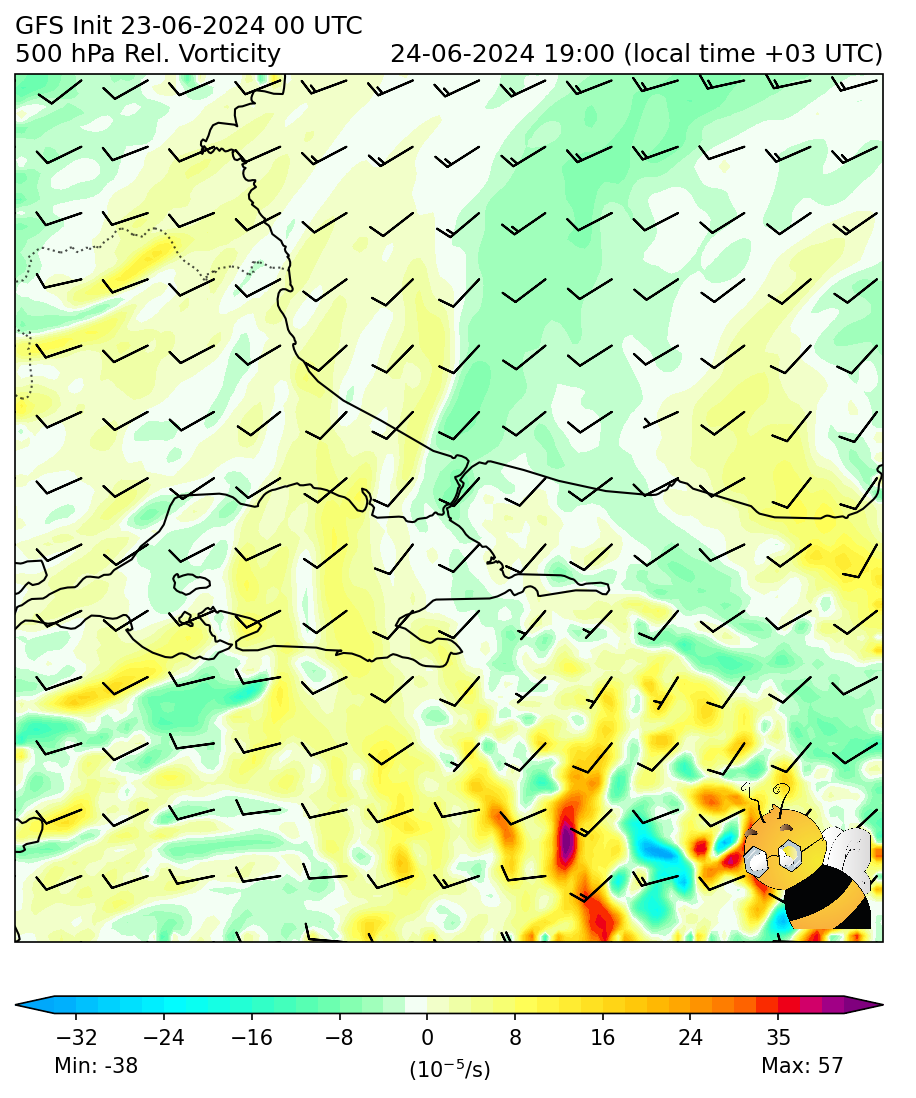 GFS Init 23-06-2024 00 UTC
500 hPa Rel. Vorticity 24-06-2024 19:00 (local time +03 UTC)
−32 −24 −16 −8 0 8 16 24 35
Min: -38 (10⁻⁵/s) Max: 57